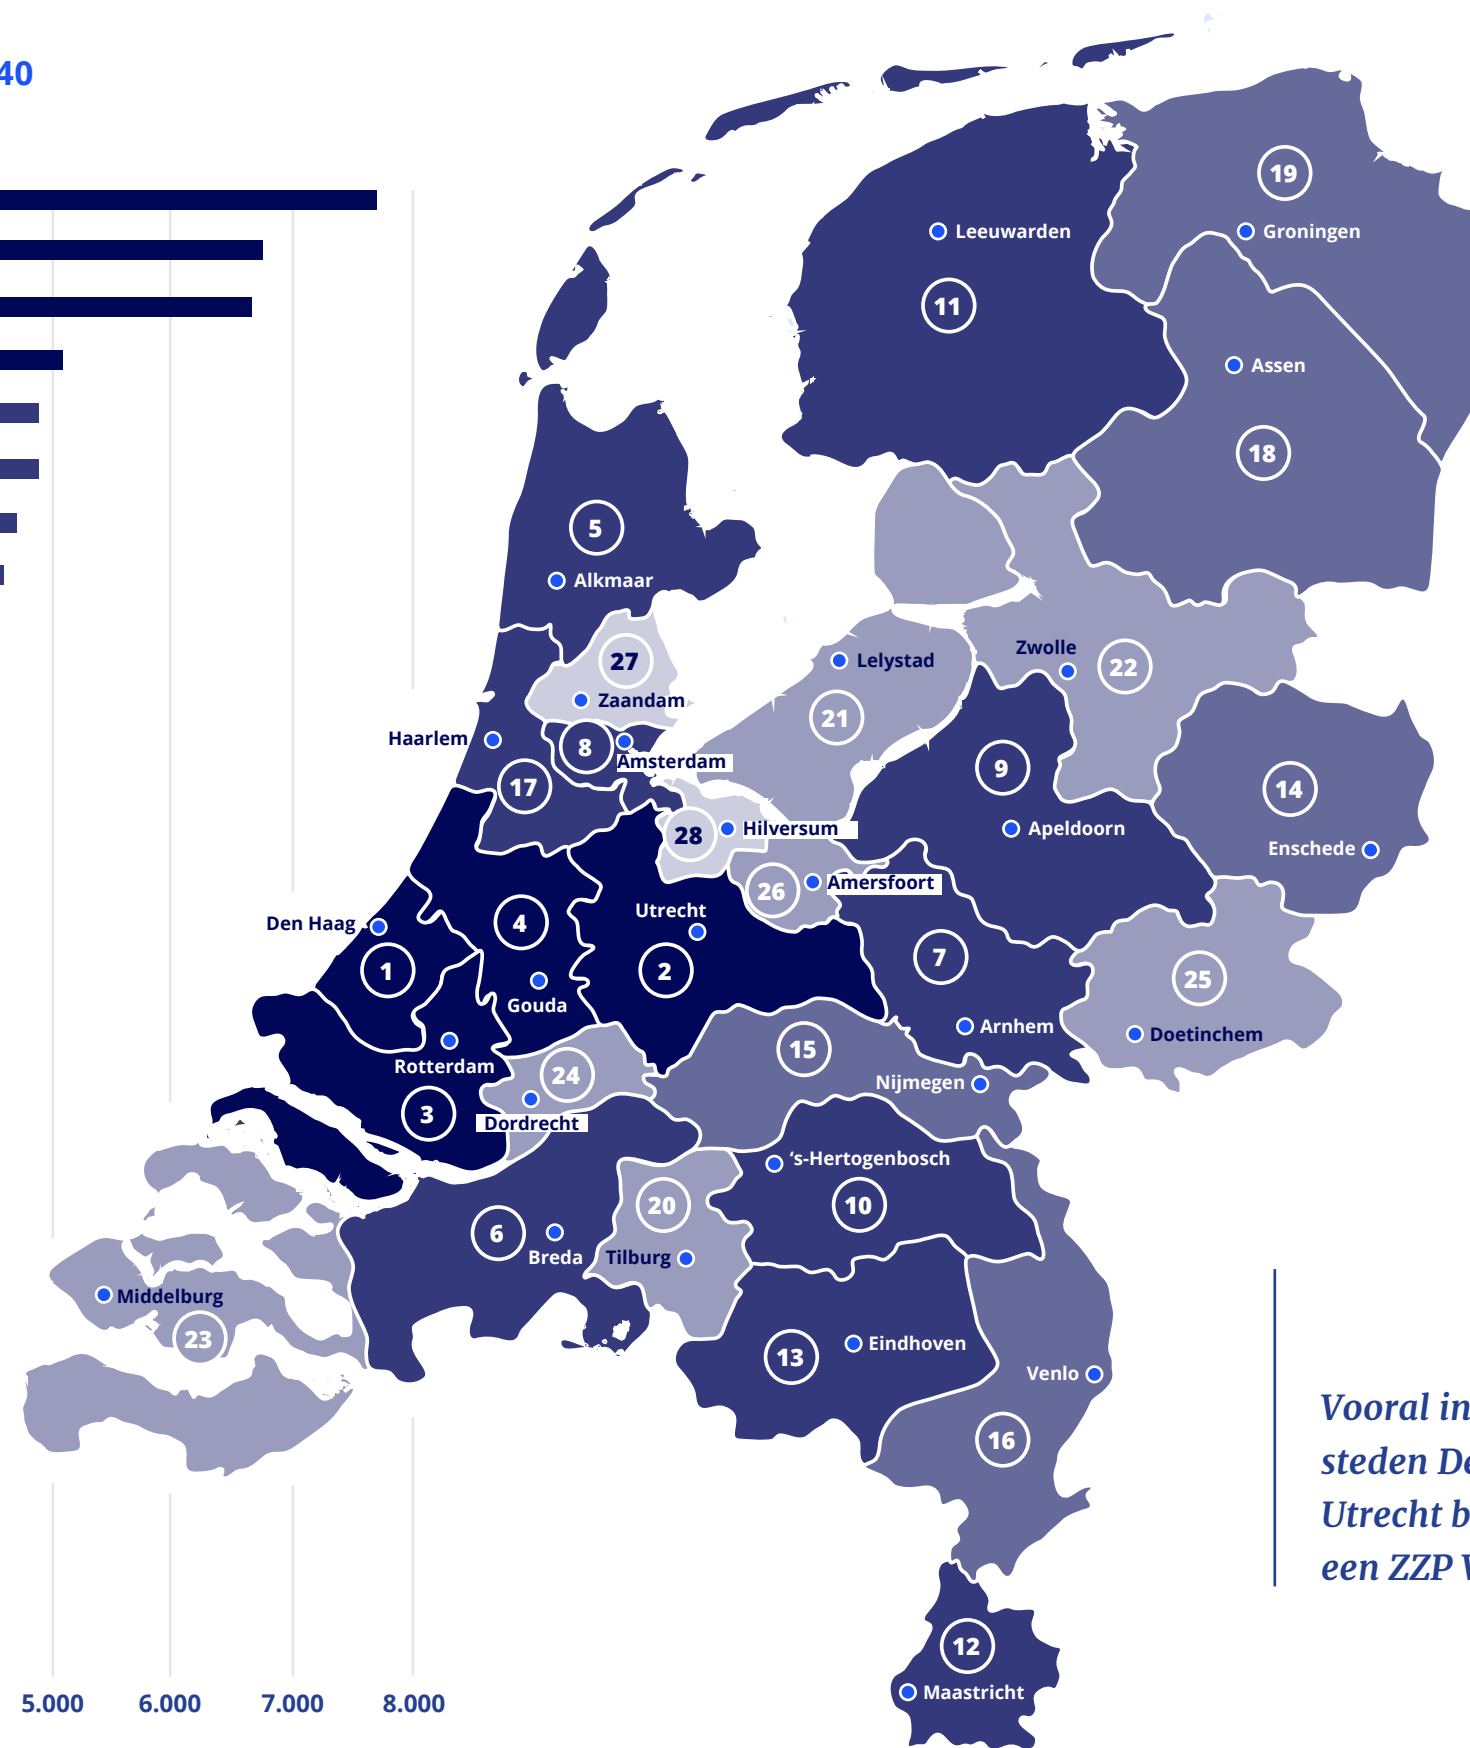 40
19
Leeuwarden
Groningen
11
Assen
18
5
Alkmaar
Zwolle
27
Lelystad
22
Zaandam
21
Haarlem
8
Amsterdam
9
17
14
28
Hilversum
Apeldoorn
Enschede
26
Amersfoort
Utrecht
Den Haag
4
1
2
7
25
Gouda
Arnhem
Doetinchem
15
Rotterdam
24
Nijmegen
3
Dordrecht
‘s-Hertogenbosch
20
10
6
Breda
Tilburg
Middelburg
23
13
Eindhoven
Venlo
16
Vooral in
steden
Utrecht
een ZZP
12
Maastricht
5.000 6.000 7.000 8.000